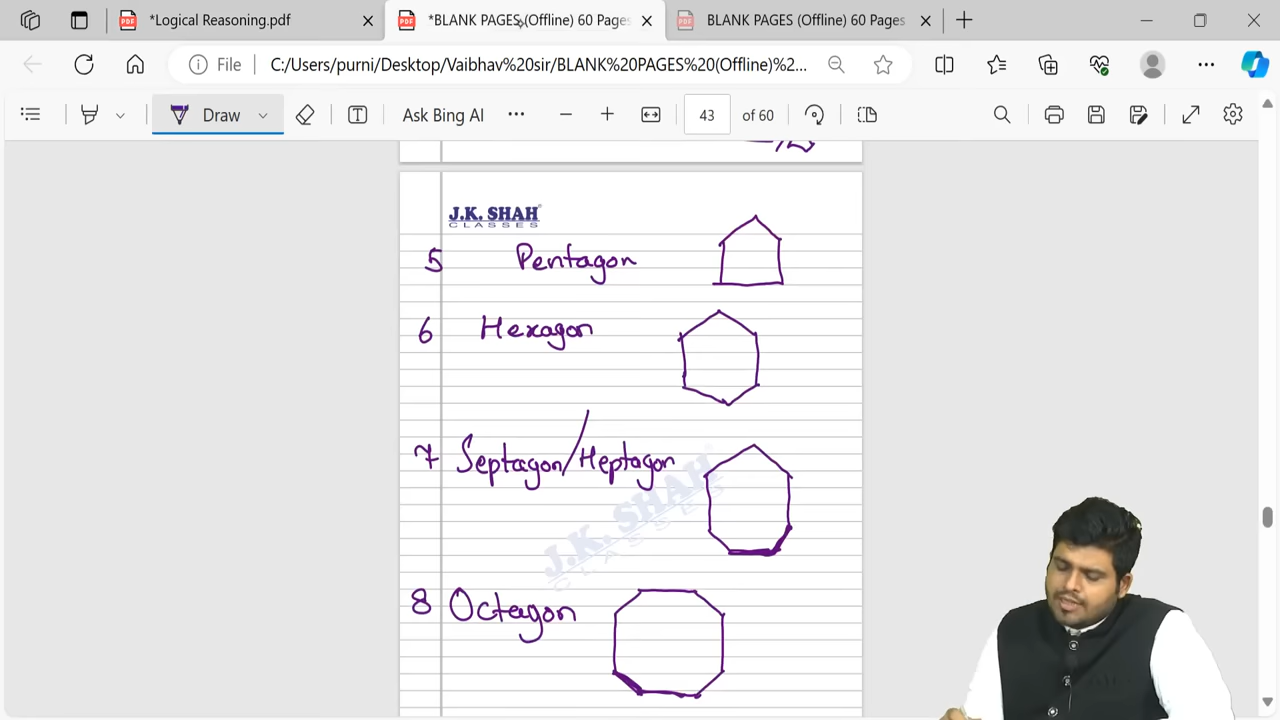 *Logical Reasoning.pdf
*BLANK PAGES (Offline) 60 Pages
BLANK PAGES (Offline) 60 Pages
File
C:/Users/purni/Desktop/Vaibhav%20sir/BLANK%20PAGES%20(Offline)%2...
Draw
Ask Bing AI
43 of 60
J.K. SHAH®
CLASSES
5 Pentagon
6 Hexagon
7 Septagon/Heptagon
J.K. SHAH®
CLASSES
8 Octagon